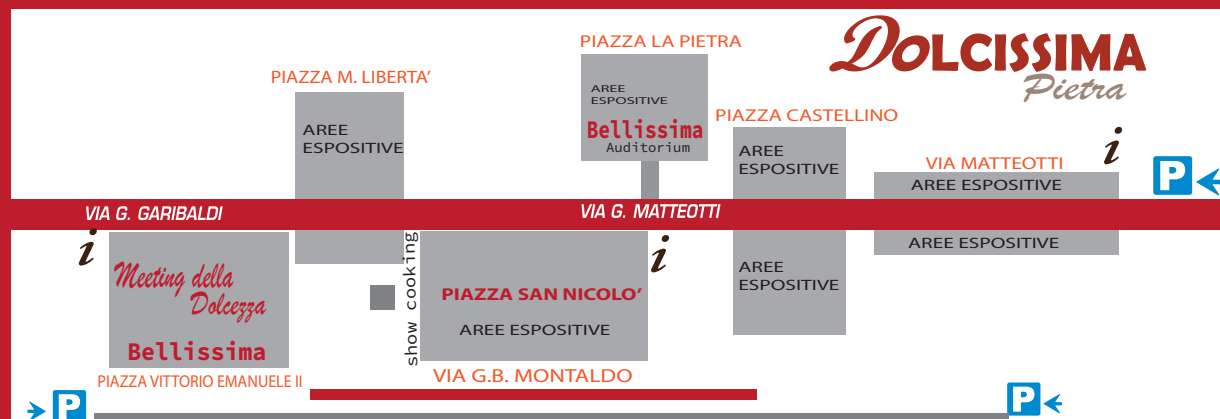 DOLCISSIMA
Pietra
PIAZZA LA PIETRA
AREE
ESPOSITIVE
Bellissima
Auditorium
PIAZZA M. LIBERTA'
AREE
ESPOSITIVE
PIAZZA CASTELLINO
AREE
ESPOSITIVE
i
VIA MATTEOTTI
AREE ESPOSITIVE
P
VIA G. GARIBALDI
VIA G. MATTEOTTI
i
Meeting della
Dolcezza
Bellissima
PIAZZA VITTORIO EMANUELE II
show cooking
i
PIAZZA SAN NICOLO'
AREE ESPOSITIVE
VIA G.B. MONTALDO
AREE
ESPOSITIVE
AREE ESPOSITIVE
P
P